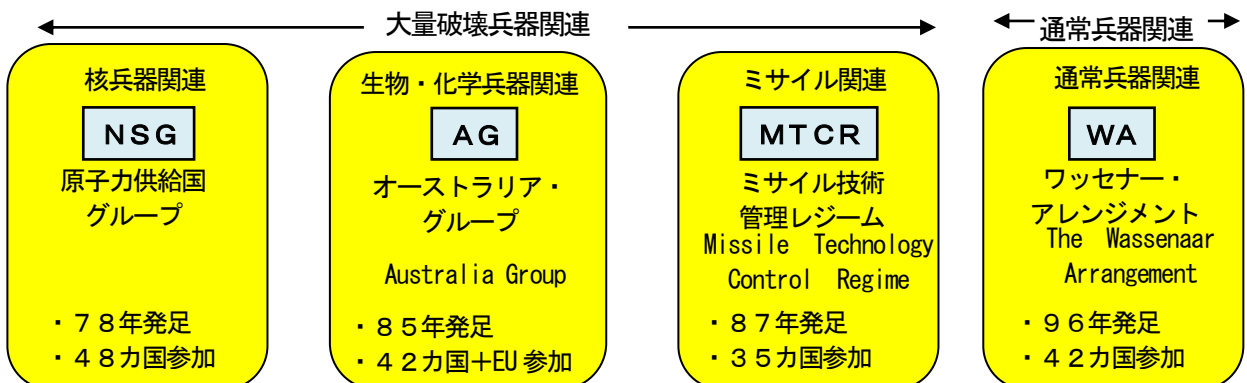 大量破壊兵器関連
通常兵器関連
核兵器関連
NSG
原子力供給国
グループ
・78年発足
・48カ国参加
生物・化学兵器関連
AG
オーストラリア・
グループ
Australia Group
・85年発足
・42カ国+EU参加
ミサイル関連
MTCR
ミサイル技術
管理レジーム
Missile Technology
Control Regime
・87年発足
・35カ国参加
通常兵器関連
WA
ワッセナー・
アレンジメント
The Wassenaar
Arrangement
・96年発足
・42カ国参加